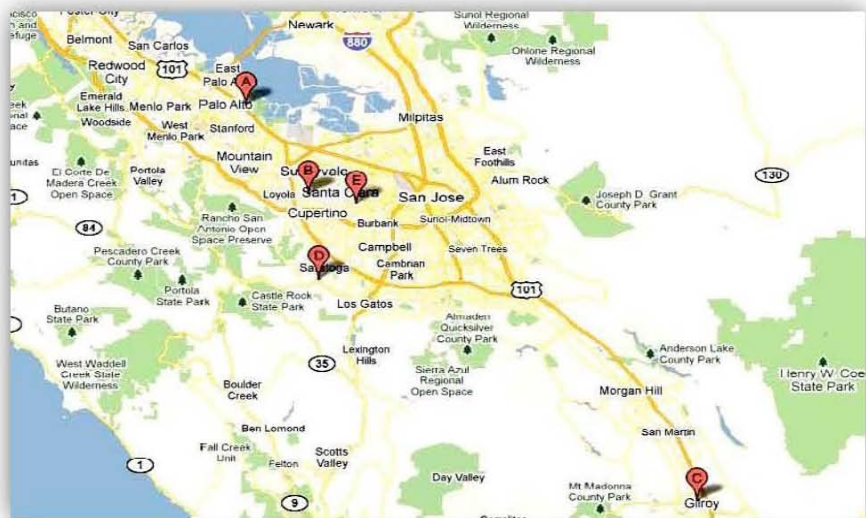 Foster City
Newark
Sunol Regional
Wilderness
Belmont
San Carlos
880
Ohlone Regional
Wilderness
Redwood
City
101
East
Palo
A
Emerald
Lake Hills
Menlo Park
Palo Alto
Woodside
West
Menlo Park
Stanford
Milpitas
Mountain
View
East
Foothills
Portola
Valley
El Corte De
Madera Creek
Open Space
B
E
Santa Clara
Loyola
San Jose
Alum Rock
130
Joseph D. Grant
County Park
1
Cupertino
Rancho San
Antonio Open
Space Preserve
84
Burbank
Sunol-Midtown
Campbell
Seven Trees
Pescadero Creek
County Park
D
Saratoga
Cambrian
Park
Portola
State Park
Castle Rock
State Park
Los Gatos
101
Butano
State Park
Almaden
Quicksilver
County Park
Lexington
Hills
35
Anderson Lake
County Park
West Waddell
Creek State
Wilderness
Sierra Azul
Regional
Open Space
Henry W. Coe
State Park
Boulder
Creek
Morgan Hill
Ben Lomond
San Martin
Fall Creek
Unit
Felton
Scotts
Valley
1
Day Valley
C
Mt Madonna
County Park
Gilroy
9